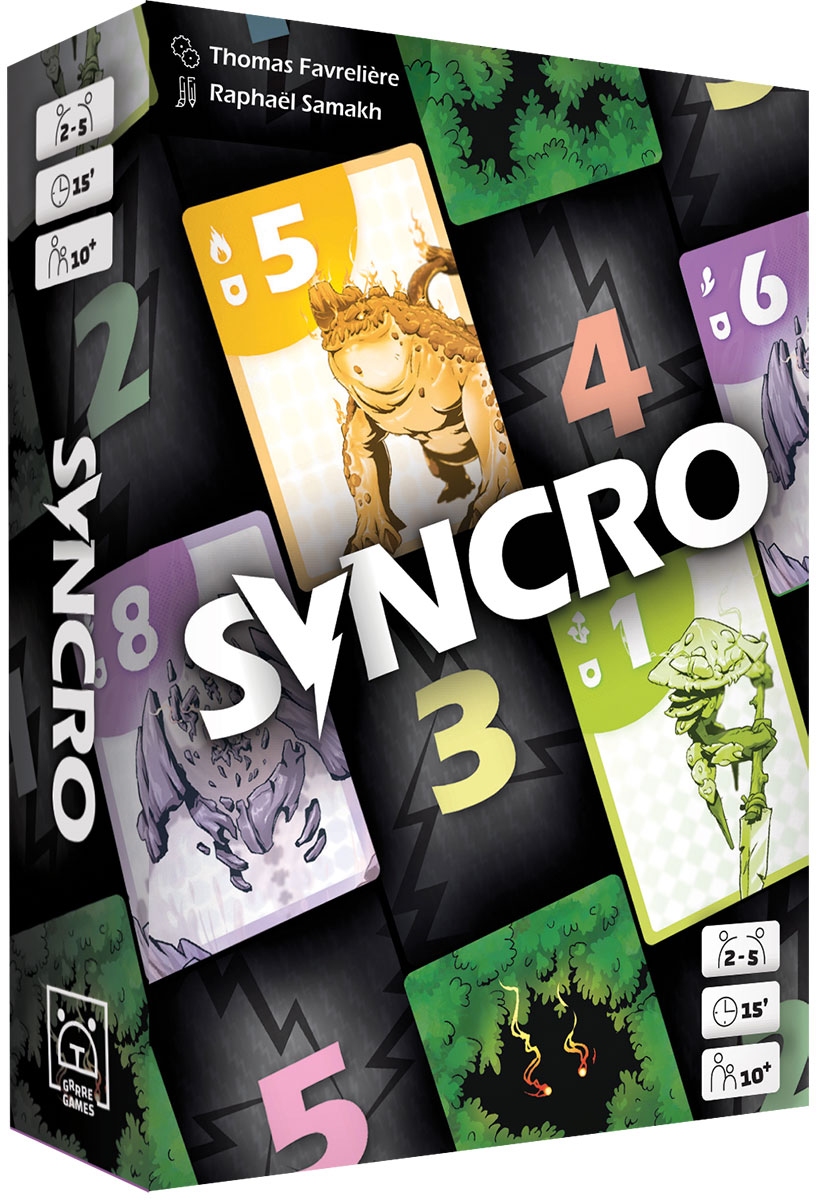 Thomas Favrelière
Raphaël Samakh
2-5
15'
10+
2
5
4
6
SYNCRO
SYNCRO
8
3
1
5
2-5
15'
10+
GRRRE
GAMES